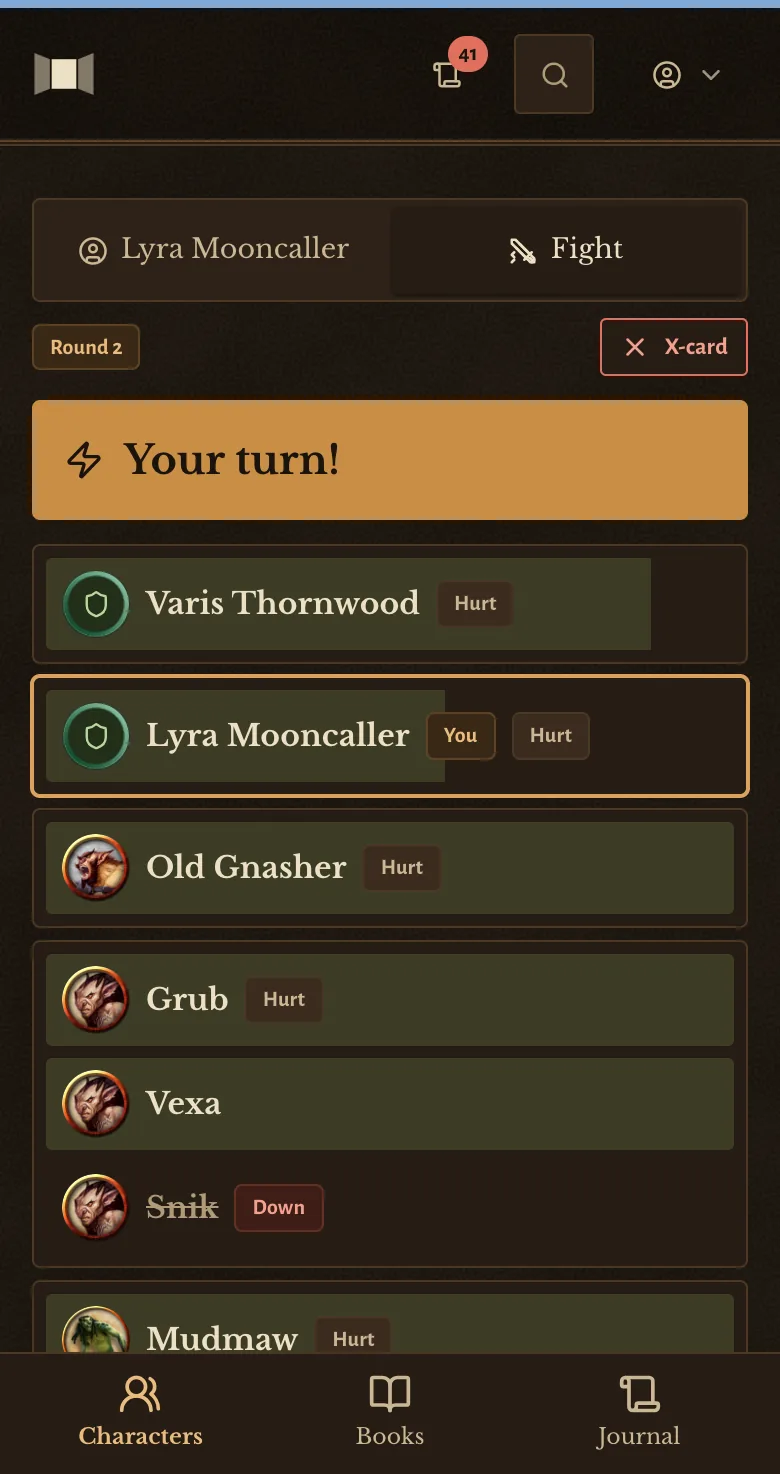 41
Lyra Mooncaller
Fight
Round 2
X-card
Your turn!
Varis Thornwood Hurt
Lyra Mooncaller You Hurt
Old Gnasher Hurt
Grub Hurt
Vexa
Snik Down
Mudmaw Hurt
Characters Books Journal